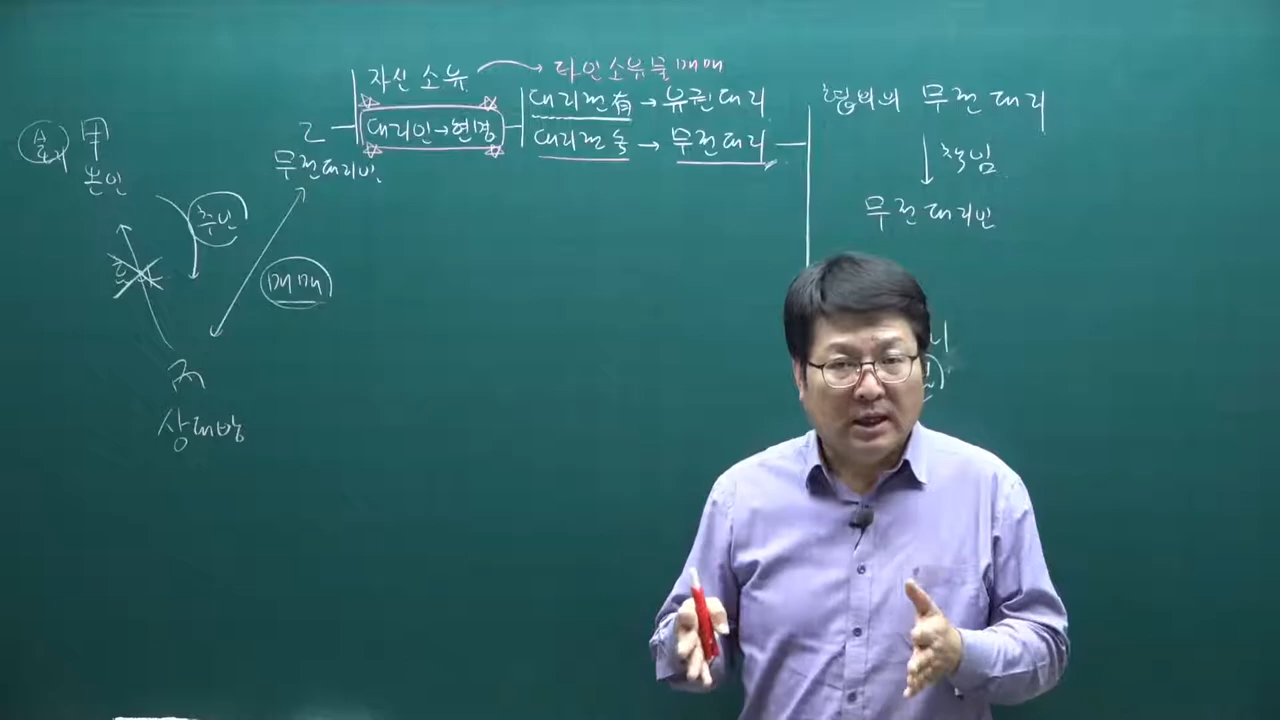 자신 소유 → 타인소유물 매매
대리인→현명
대리권有 → 유권대리
대리권 → 무권대리
乙
무권대리인
甲
본인
추인
매매
丙
상대방
협의의 무권대리
↓ 책임
무권대리인